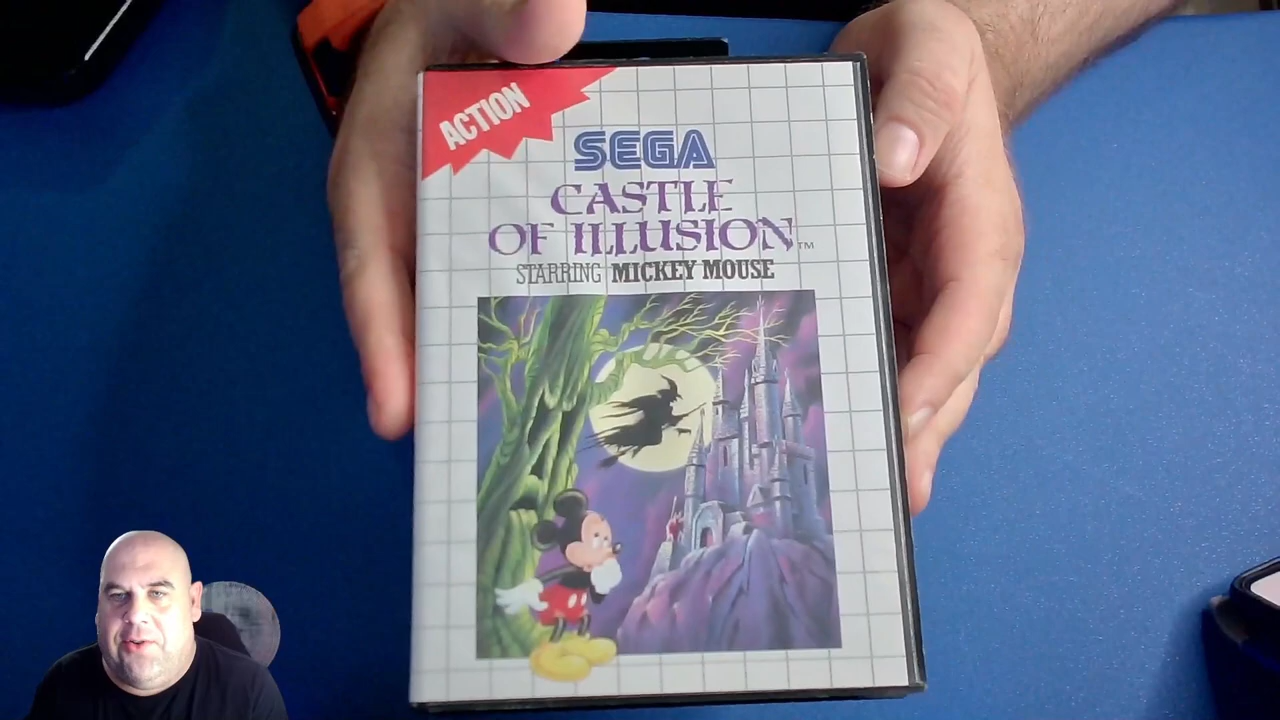 ACTION
SEGA
CASTLE
OF ILLUSION™
STARRING MICKEY MOUSE